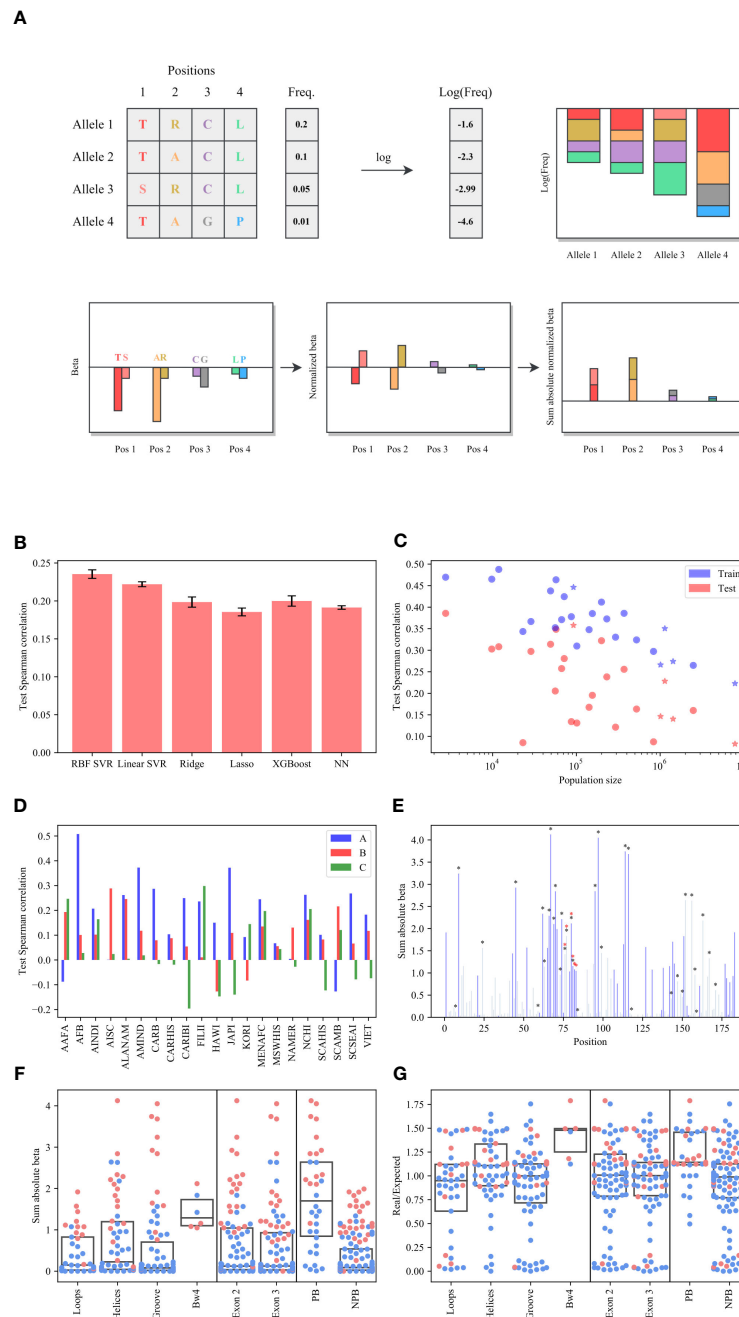 A
Positions
1 2 3 4 Freq. Log(Freq)
Allele 1 T R C L 0.2 -1.6
Allele 2 T A C L 0.1 log -2.3
Allele 3 S R C L 0.05 -2.99
Allele 4 T A G P 0.01 -4.6
Log(Freq)
Allele 1 Allele 2 Allele 3 Allele 4
Beta
T S A R C G L P
Pos 1 Pos 2 Pos 3 Pos 4
Normalized beta
Pos 1 Pos 2 Pos 3 Pos 4
Sum absolute normalized beta
Pos 1 Pos 2 Pos 3 Pos 4
B
Test Spearman correlation
0.25
0.20
0.15
0.10
0.05
0.00
RBF SVR Linear SVR Ridge Lasso XGBoost NN
C
Test Spearman correlation
0.50
0.45
0.40
0.35
0.30
0.25
0.20
0.15
0.10
Train
Test
10⁴ 10⁵ 10⁶
Population size
D
Test Spearman correlation
0.5
0.4
0.3
0.2
0.1
0.0
−0.1
−0.2
A
B
C
AAFA AFB AINDI AISC ALANAM AMIND CARB CARHIS CARIBI FILII HAWI JAPI KORI MENAFC MSWHIS NAMER NCHI SCAHIS SCAMB SCSEAI VIET
E
Sum absolute beta
4.0
3.5
3.0
2.5
2.0
1.5
1.0
0.5
0.0
0 25 50 75 100 125 150 175
Position
F
Sum absolute beta
4
3
2
1
0
Loops Helices Groove Bw4 Exon 2 Exon 3 PB NPB
G
Real/Expected
1.75
1.50
1.25
1.00
0.75
0.50
0.25
0.00
Loops Helices Groove Bw4 Exon 2 Exon 3 PB NPB